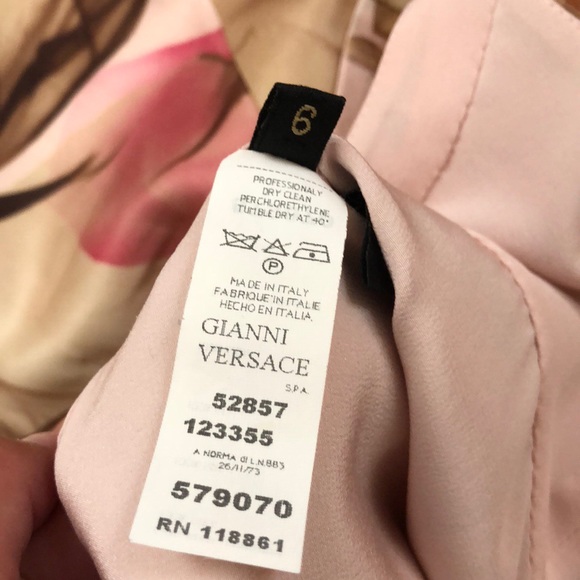 6
PROFESSIONALY
DRY CLEAN
PERCHLORETHYLENE
TUMBLE DRY AT 40°
P
MADE IN ITALY
FABRIQUE'IN ITALIE
HECHO EN ITALIA
GIANNI
VERSACE
S.P.A.
52857
123355
A NORMA DI L.N.883
26/11/73
579070
RN 118861